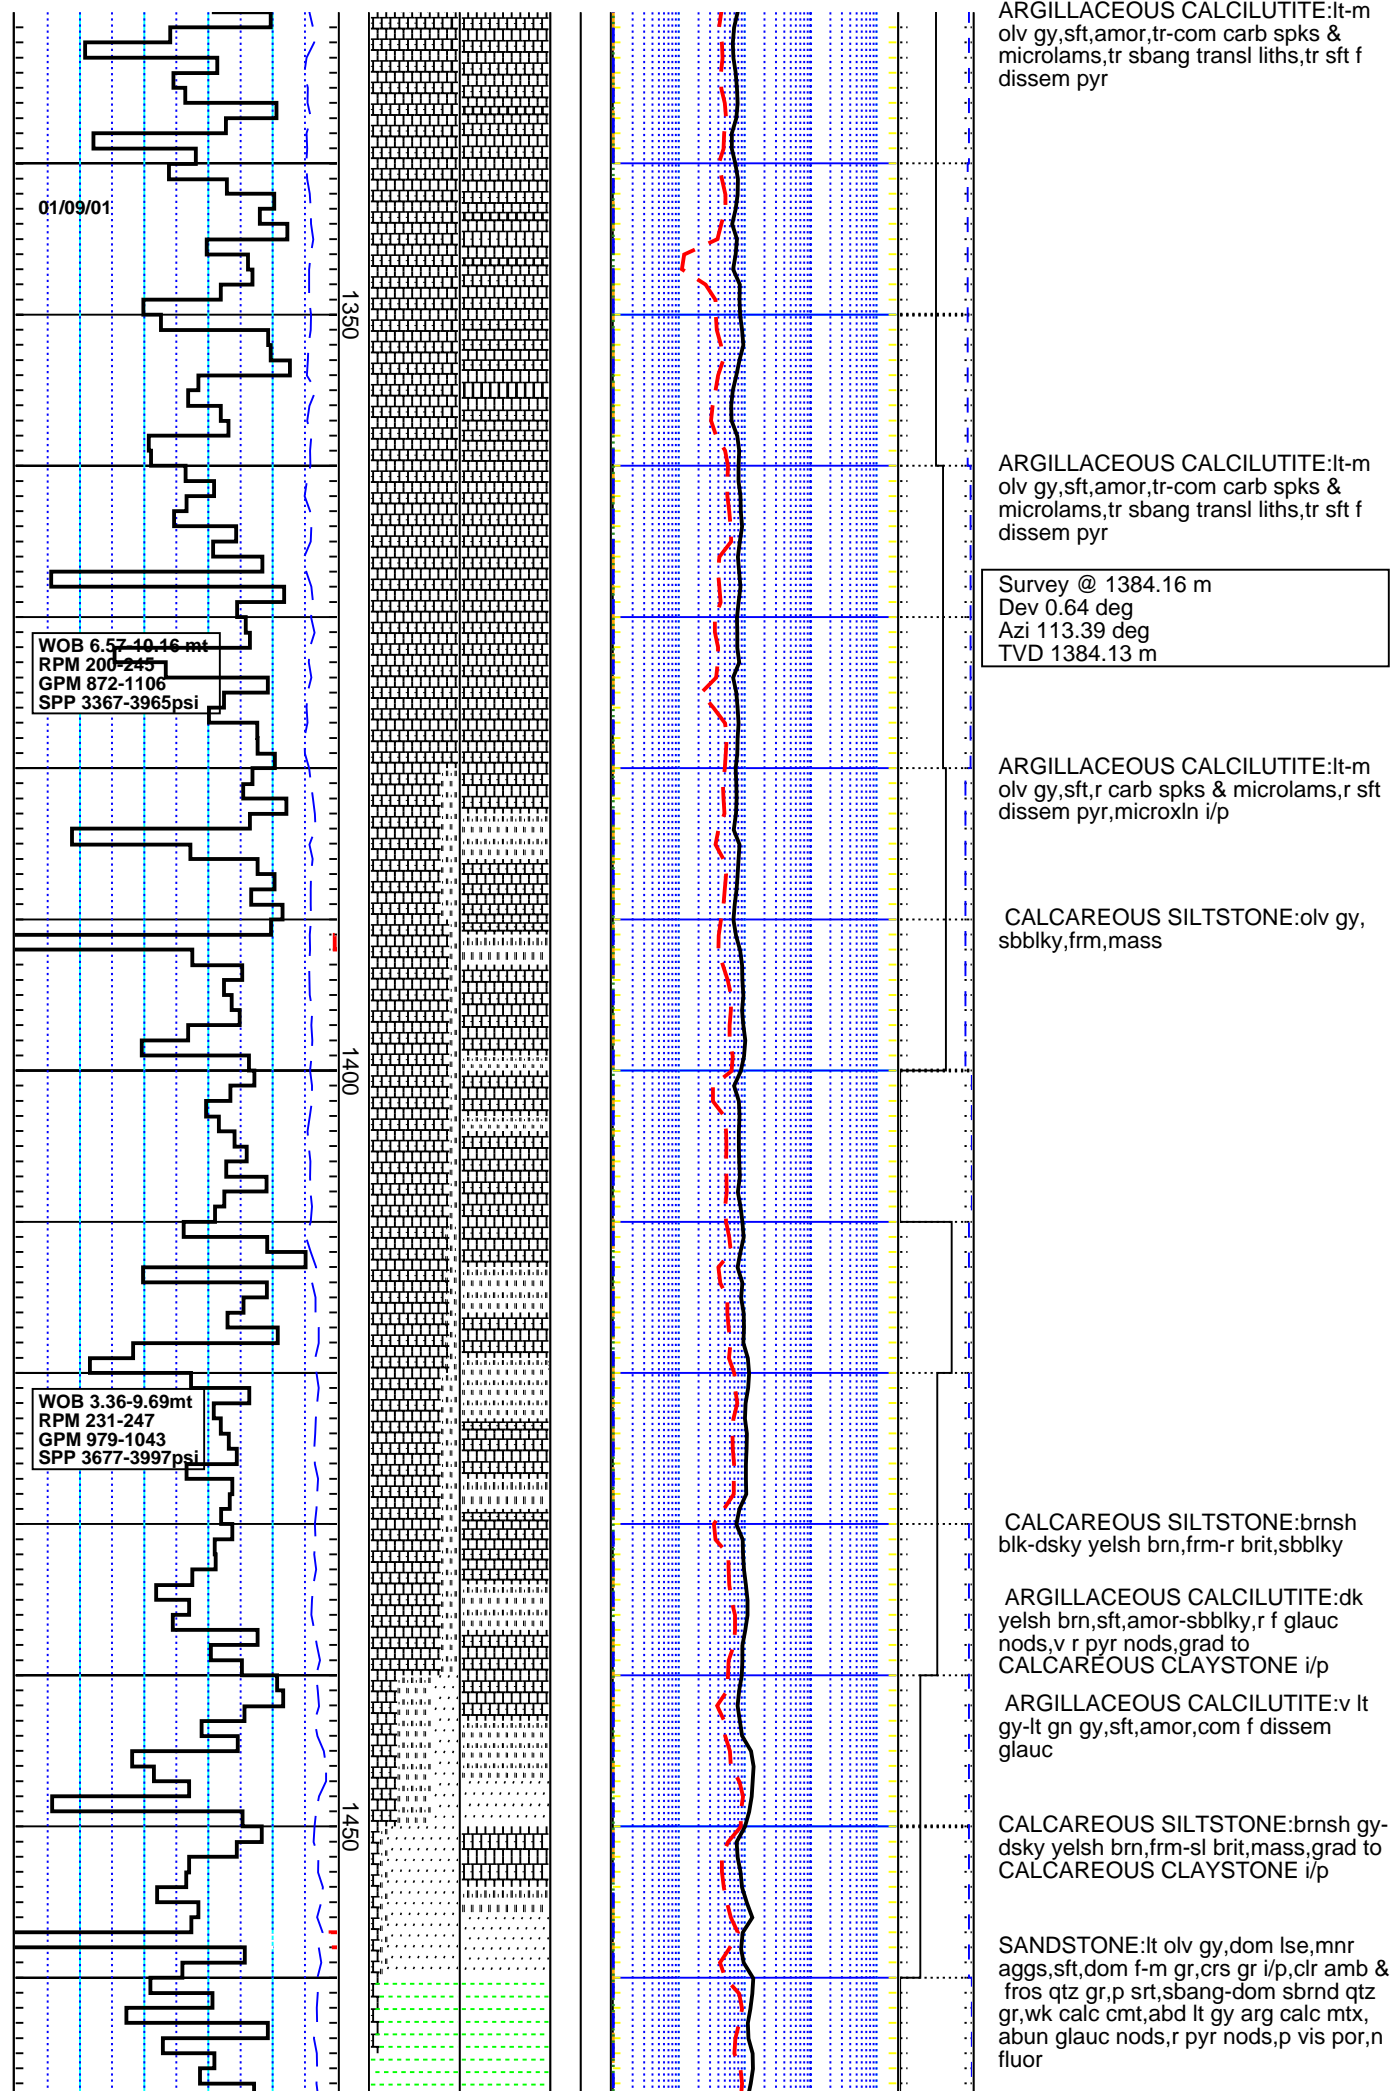 ARGILLACEOUS CALCILUTITE:lt-m
olv gy,sft,amor,tr-com carb spks &
microlams,tr sbang transl liths,tr sft f
dissem pyr
01/09/01
1350
ARGILLACEOUS CALCILUTITE:lt-m
olv gy,sft,amor,tr-com carb spks &
microlams,tr sbang transl liths,tr sft f
dissem pyr
Survey @ 1384.16 m
Dev 0.64 deg
Azi 113.39 deg
TVD 1384.13 m
WOB 6.57-10.16 mt
RPM 200-245
GPM 872-1106
SPP 3367-3965psi
ARGILLACEOUS CALCILUTITE:lt-m
olv gy,sft,r carb spks & microlams,r sft
dissem pyr,microxln i/p
CALCAREOUS SILTSTONE:olv gy,
sbblky,frm,mass
1400
WOB 3.36-9.69mt
RPM 231-247
GPM 979-1043
SPP 3677-3997psi
CALCAREOUS SILTSTONE:brnsh
blk-dsky yelsh brn,frm-r brit,sbblky
ARGILLACEOUS CALCILUTITE:dk
yelsh brn,sft,amor-sbblky,r f glauc
nods,v r pyr nods,grad to
CALCAREOUS CLAYSTONE i/p
ARGILLACEOUS CALCILUTITE:v lt
gy-lt gn gy,sft,amor,com f dissem
glauc
1450
CALCAREOUS SILTSTONE:brnsh gy-
dsky yelsh brn,frm-sl brit,mass,grad to
CALCAREOUS CLAYSTONE i/p
SANDSTONE:lt olv gy,dom lse,mnr
aggs,sft,dom f-m gr,crs gr i/p,clr amb &
fros qtz gr,p srt,sbang-dom sbrnd qtz
gr,wk calc cmt,abd lt gy arg calc mtx,
abun glauc nods,r pyr nods,p vis por,n
fluor